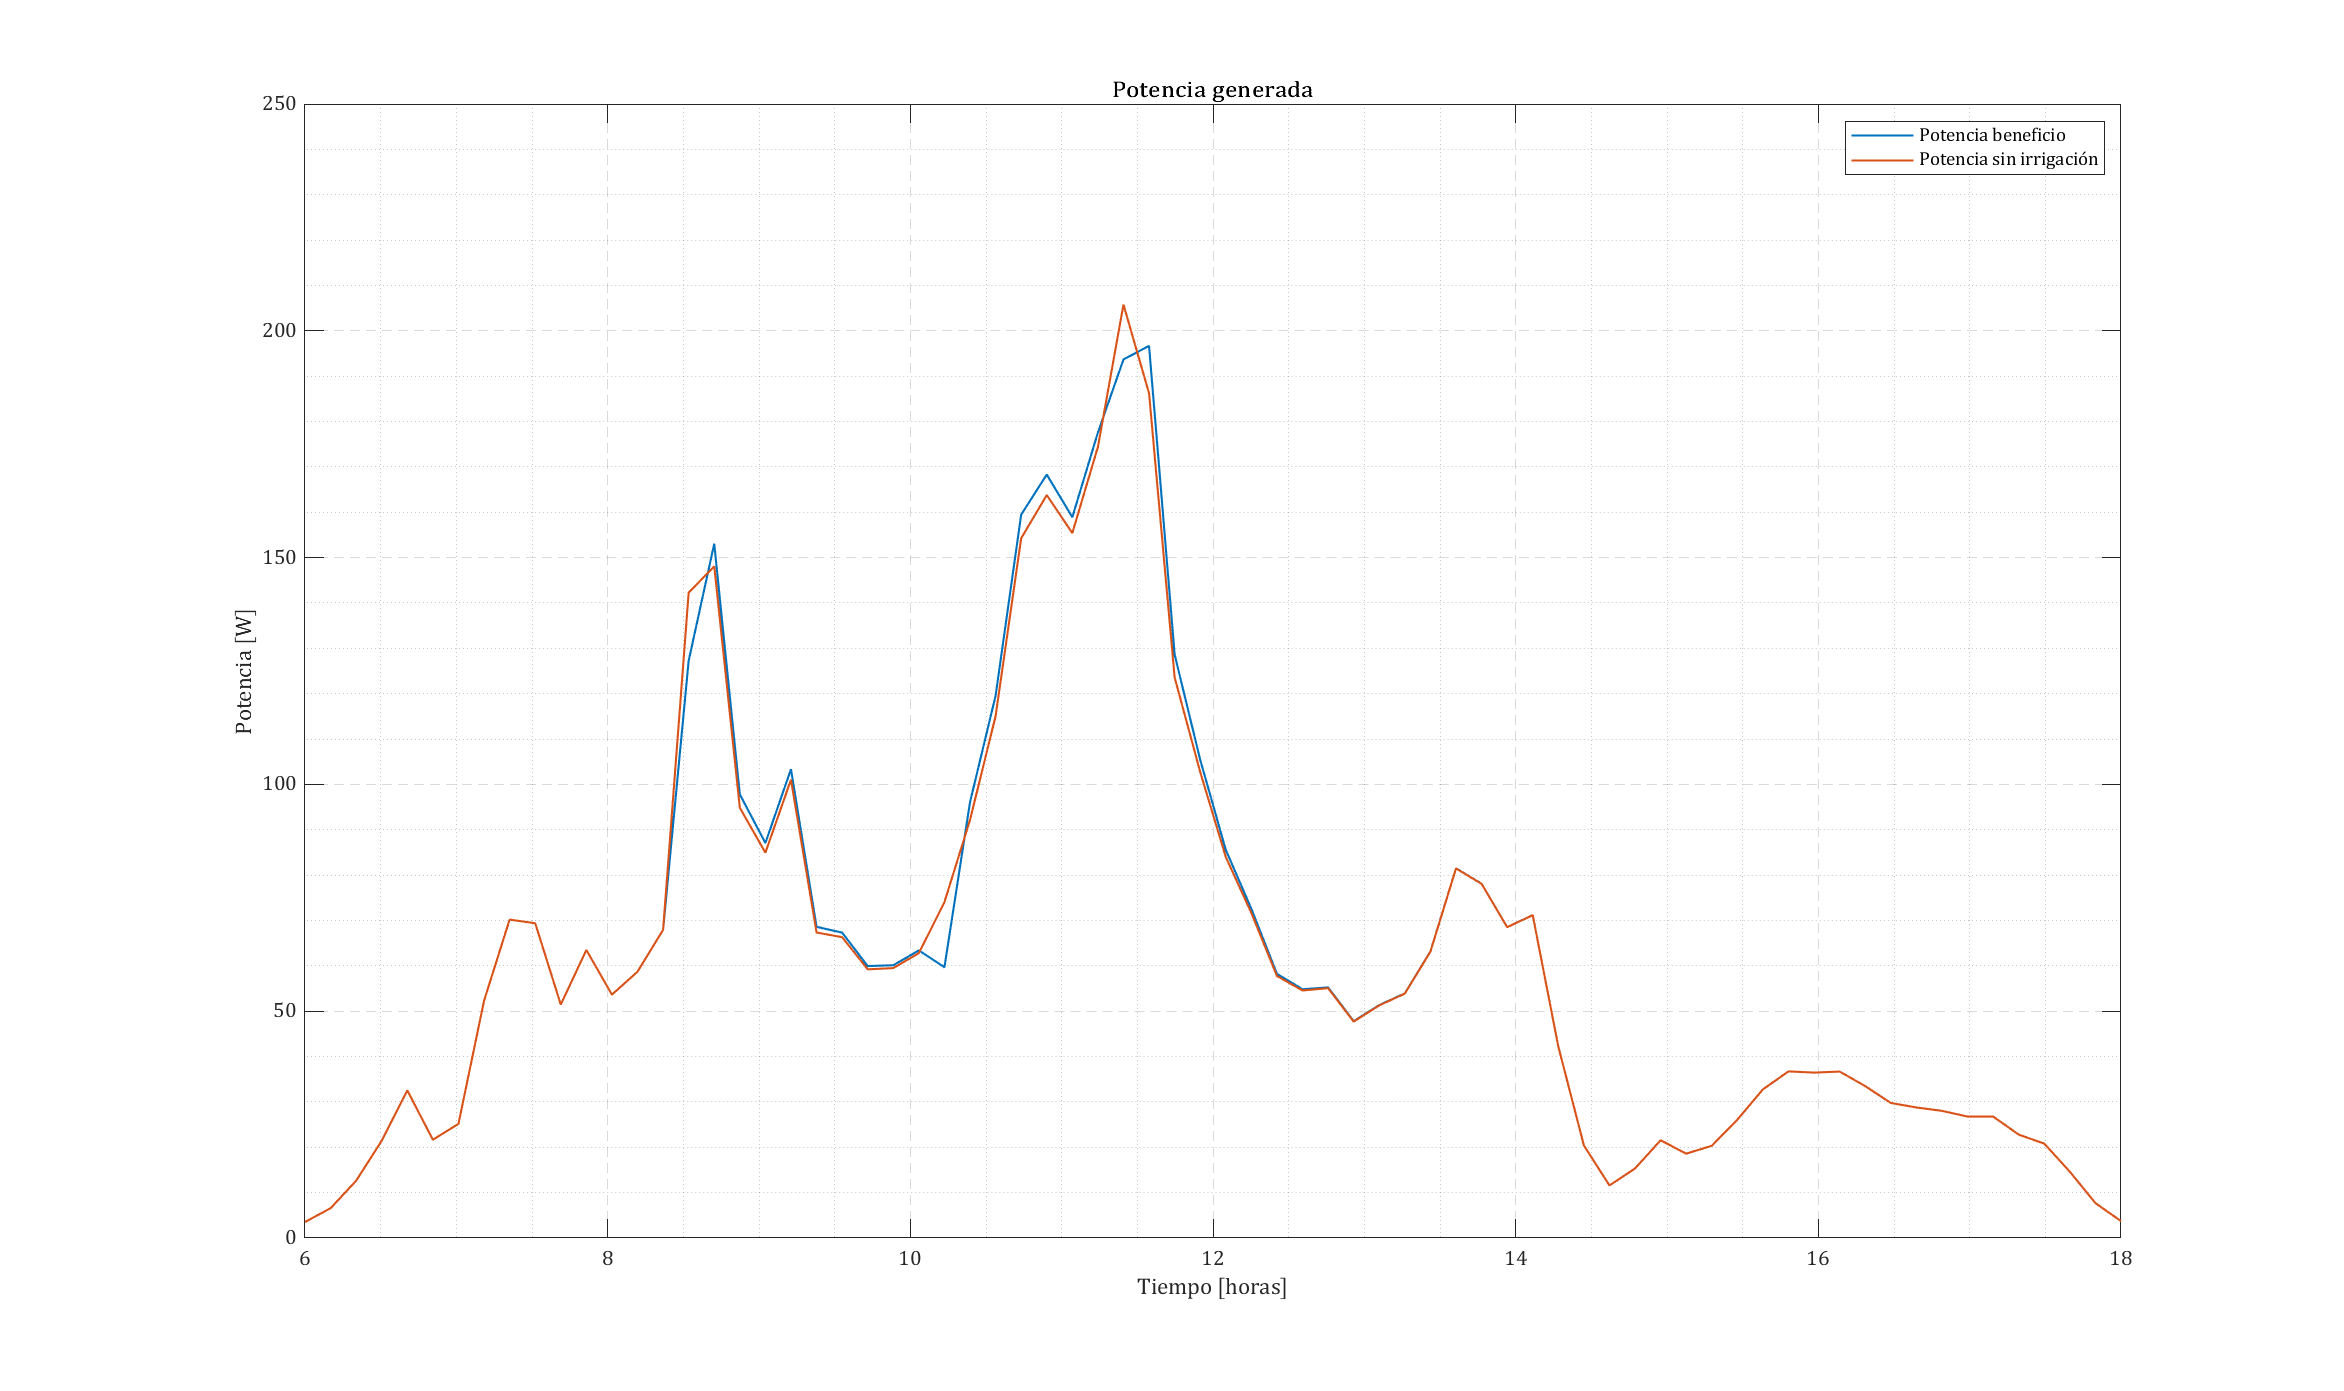 Potencia generada
250
200
150
100
50
0
Potencia [W]
Potencia beneficio
Potencia sin irrigación
6 8 10 12 14 16 18
Tiempo [horas]